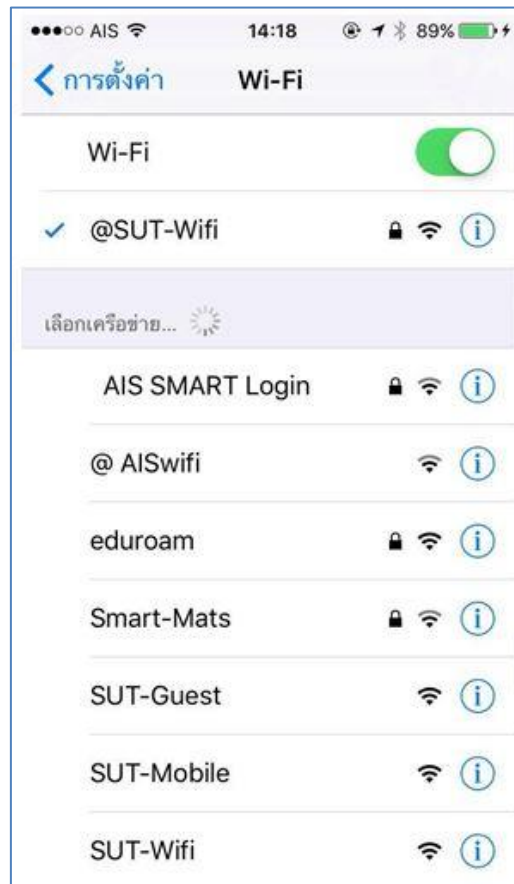 AIS 14:18 89%
การตั้งค่า Wi-Fi
Wi-Fi
@SUT-Wifi
เลือกเครือข่าย...
AIS SMART Login
@ AISwifi
eduroam
Smart-Mats
SUT-Guest
SUT-Mobile
SUT-Wifi